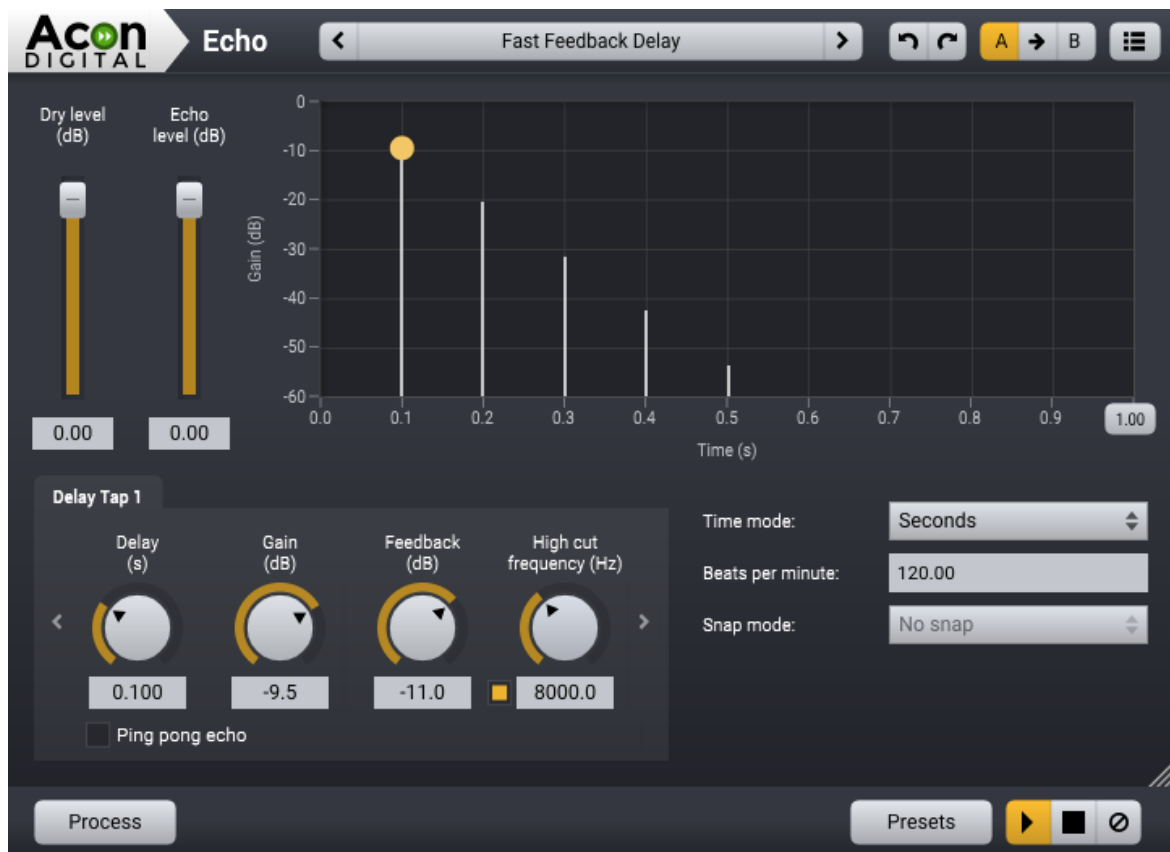 Acon
DIGITAL
Echo
Fast Feedback Delay
A
B
Dry level
(dB)
Echo
level (dB)
0.00
0.00
Gain (dB)
0
-10
-20
-30
-40
-50
-60
0.0
0.1
0.2
0.3
0.4
0.5
0.6
0.7
0.8
0.9
1.00
Time (s)
Delay Tap 1
Delay
(s)
Gain
(dB)
Feedback
(dB)
High cut
frequency (Hz)
0.100
-9.5
-11.0
8000.0
Ping pong echo
Time mode:
Seconds
Beats per minute:
120.00
Snap mode:
No snap
Process
Presets